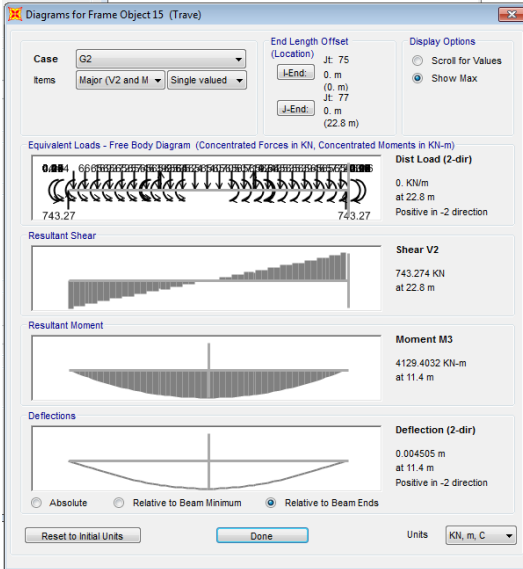 Diagrams for Frame Object 15 (Trave)
Case G2
Items Major (V2 and M Single valued
End Length Offset
(Location)
Jt: 75
I-End: 0. m
(0. m)
Jt: 77
J-End: 0. m
(22.8 m)
Display Options
Scroll for Values
Show Max
Equivalent Loads - Free Body Diagram (Concentrated Forces in KN, Concentrated Moments in KN-m)
743.27 743.27
Dist Load (2-dir)
0. KN/m
at 22.8 m
Positive in -2 direction
Resultant Shear
Shear V2
743.274 KN
at 22.8 m
Resultant Moment
Moment M3
4129.4032 KN-m
at 11.4 m
Deflections
Deflection (2-dir)
0.004505 m
at 11.4 m
Positive in -2 direction
Absolute Relative to Beam Minimum Relative to Beam Ends
Reset to Initial Units Done Units KN, m, C